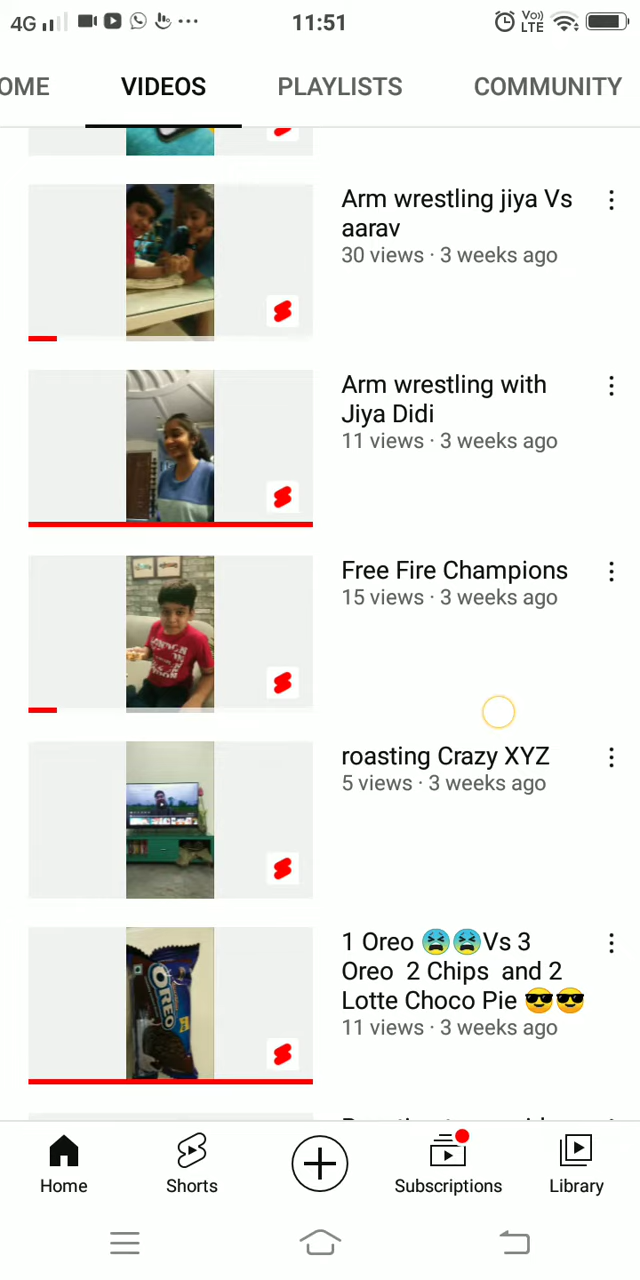 4G Vo)) LTE 11:51
OME VIDEOS PLAYLISTS COMMUNITY
Arm wrestling jiya Vs
aarav
30 views · 3 weeks ago
Arm wrestling with
Jiya Didi
11 views · 3 weeks ago
Free Fire Champions
15 views · 3 weeks ago
roasting Crazy XYZ
5 views · 3 weeks ago
OREO
1 Oreo 😫😫Vs 3
Oreo 2 Chips and 2
Lotte Choco Pie 😎😎
11 views · 3 weeks ago
Home Shorts Subscriptions Library